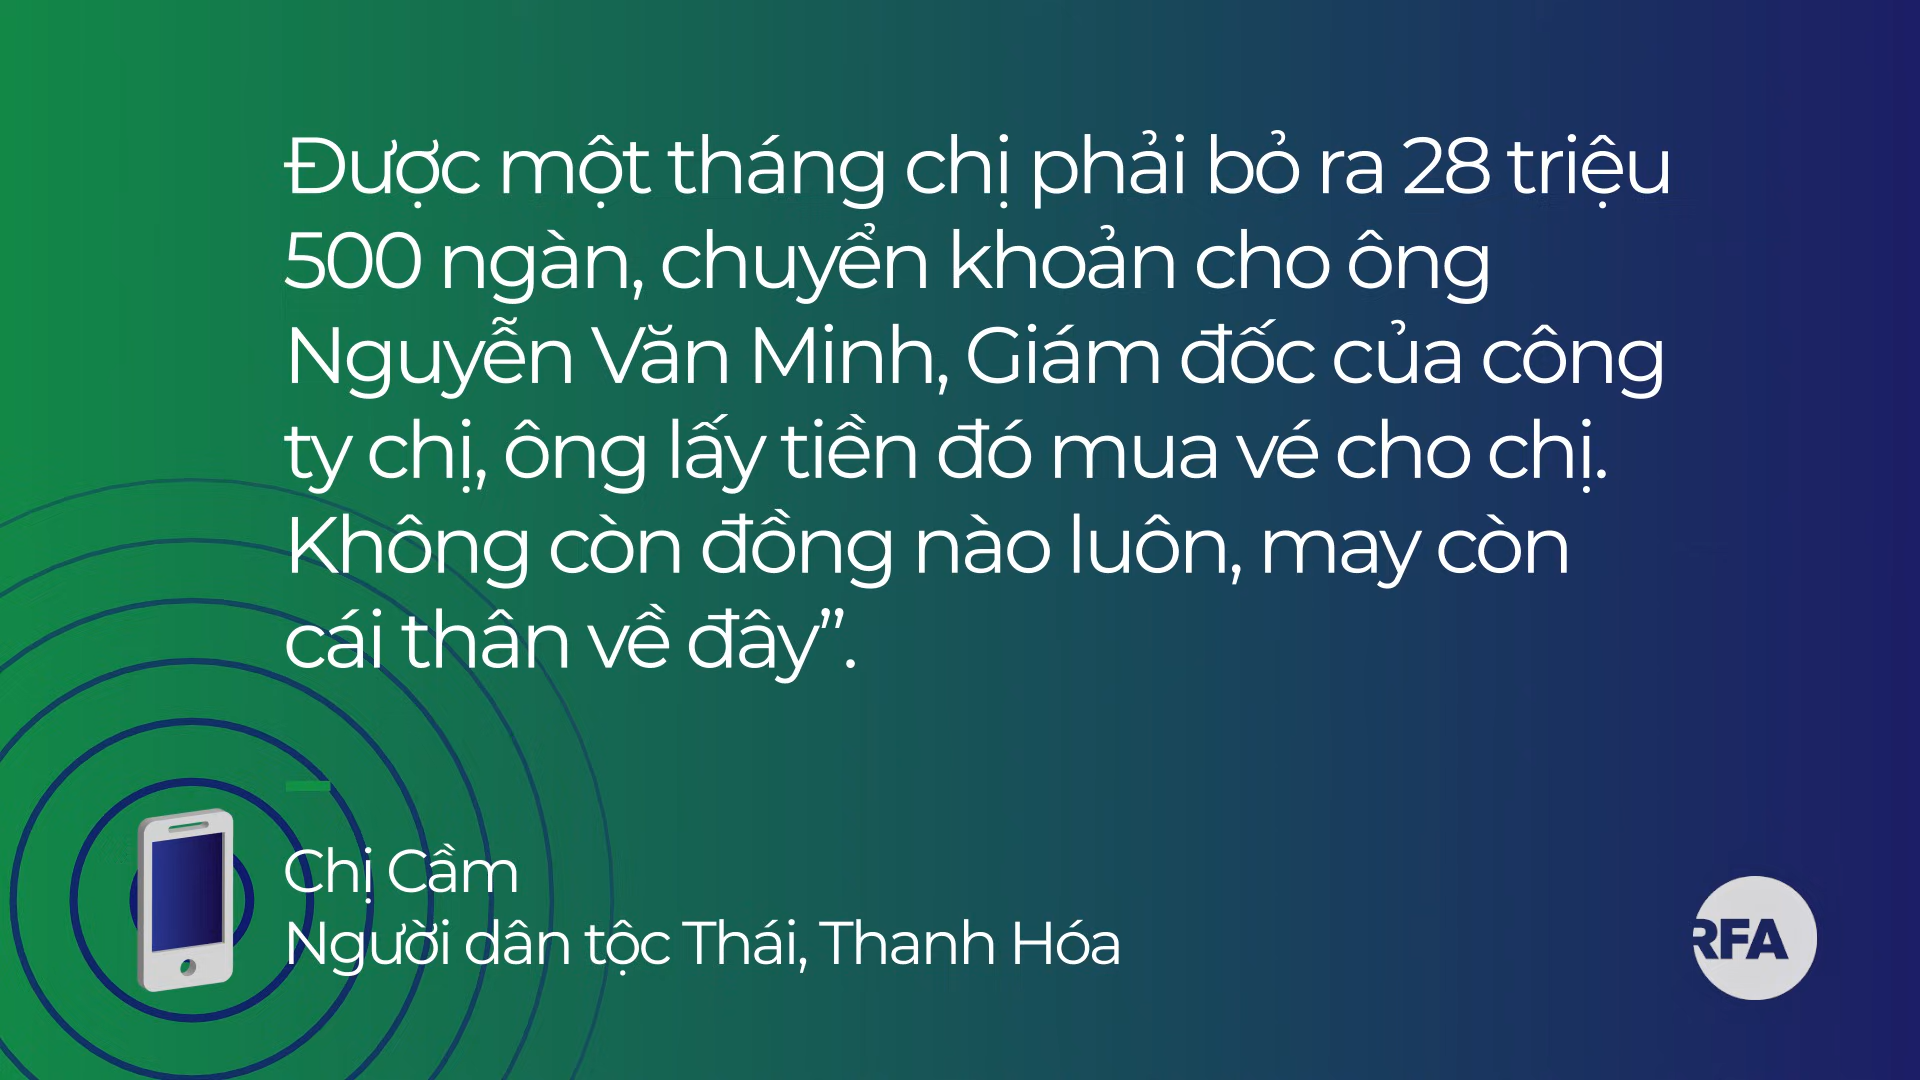 Được một tháng chị phải bỏ ra 28 triệu
500 ngàn, chuyển khoản cho ông
Nguyễn Văn Minh, Giám đốc của công
ty chị, ông lấy tiền đó mua vé cho chị.
Không còn đồng nào luôn, may còn
cái thân về đây”.
Chị Cầm
Người dân tộc Thái, Thanh Hóa
RFA